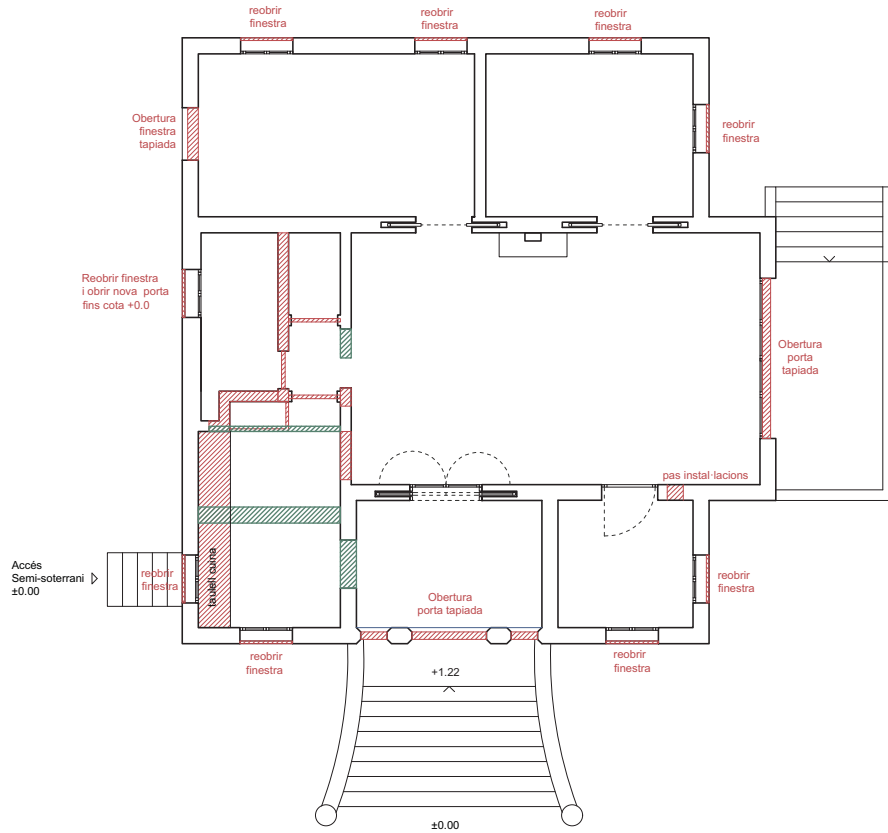 reobrir
finestra
reobrir
finestra
reobrir
finestra
Obertura
finestra
tapiada
reobrir
finestra
Reobrir finestra
i obrir nova porta
fins cota +0.0
Obertura
porta
tapiada
pas instal·lacions
Accés
Semi-soterrani
±0.00
reobrir
finestra
taulell cuina
Obertura
porta tapiada
reobrir
finestra
reobrir
finestra
reobrir
finestra
+1.22
±0.00